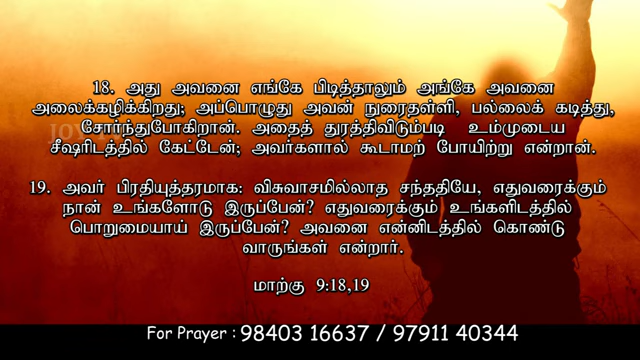 18. அது அவனை எங்கே பிடித்தாலும் அங்கே அவனை
அலைக்கழிக்கிறது; அப்பொழுது அவன் நுரைதள்ளி, பல்லைக் கடித்து,
சோர்ந்துபோகிறான். அதைத் துரத்திவிடும்படி உம்முடைய
சீஷரிடத்தில் கேட்டேன்; அவர்களால் கூடாமற் போயிற்று என்றான்.
19. அவர் பிரதியுத்தரமாக: விசுவாசமில்லாத சந்ததியே, எதுவரைக்கும்
நான் உங்களோடு இருப்பேன்? எதுவரைக்கும் உங்களிடத்தில்
பொறுமையாய் இருப்பேன்? அவனை என்னிடத்தில் கொண்டு
வாருங்கள் என்றார்.
மாற்கு 9:18,19
For Prayer : 98403 16637 / 97911 40344